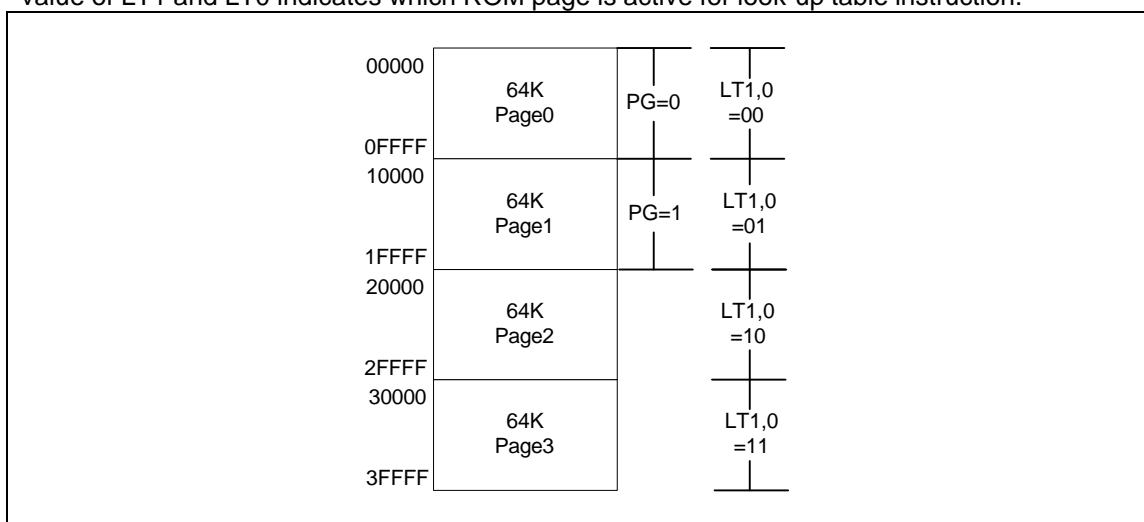 value of LT1 and LT0 indicates which ROM page is active for look-up table instruction.
00000
64K
Page0
PG=0
LT1,0
=00
0FFFF
10000
64K
Page1
PG=1
LT1,0
=01
1FFFF
20000
64K
Page2
LT1,0
=10
2FFFF
30000
64K
Page3
LT1,0
=11
3FFFF